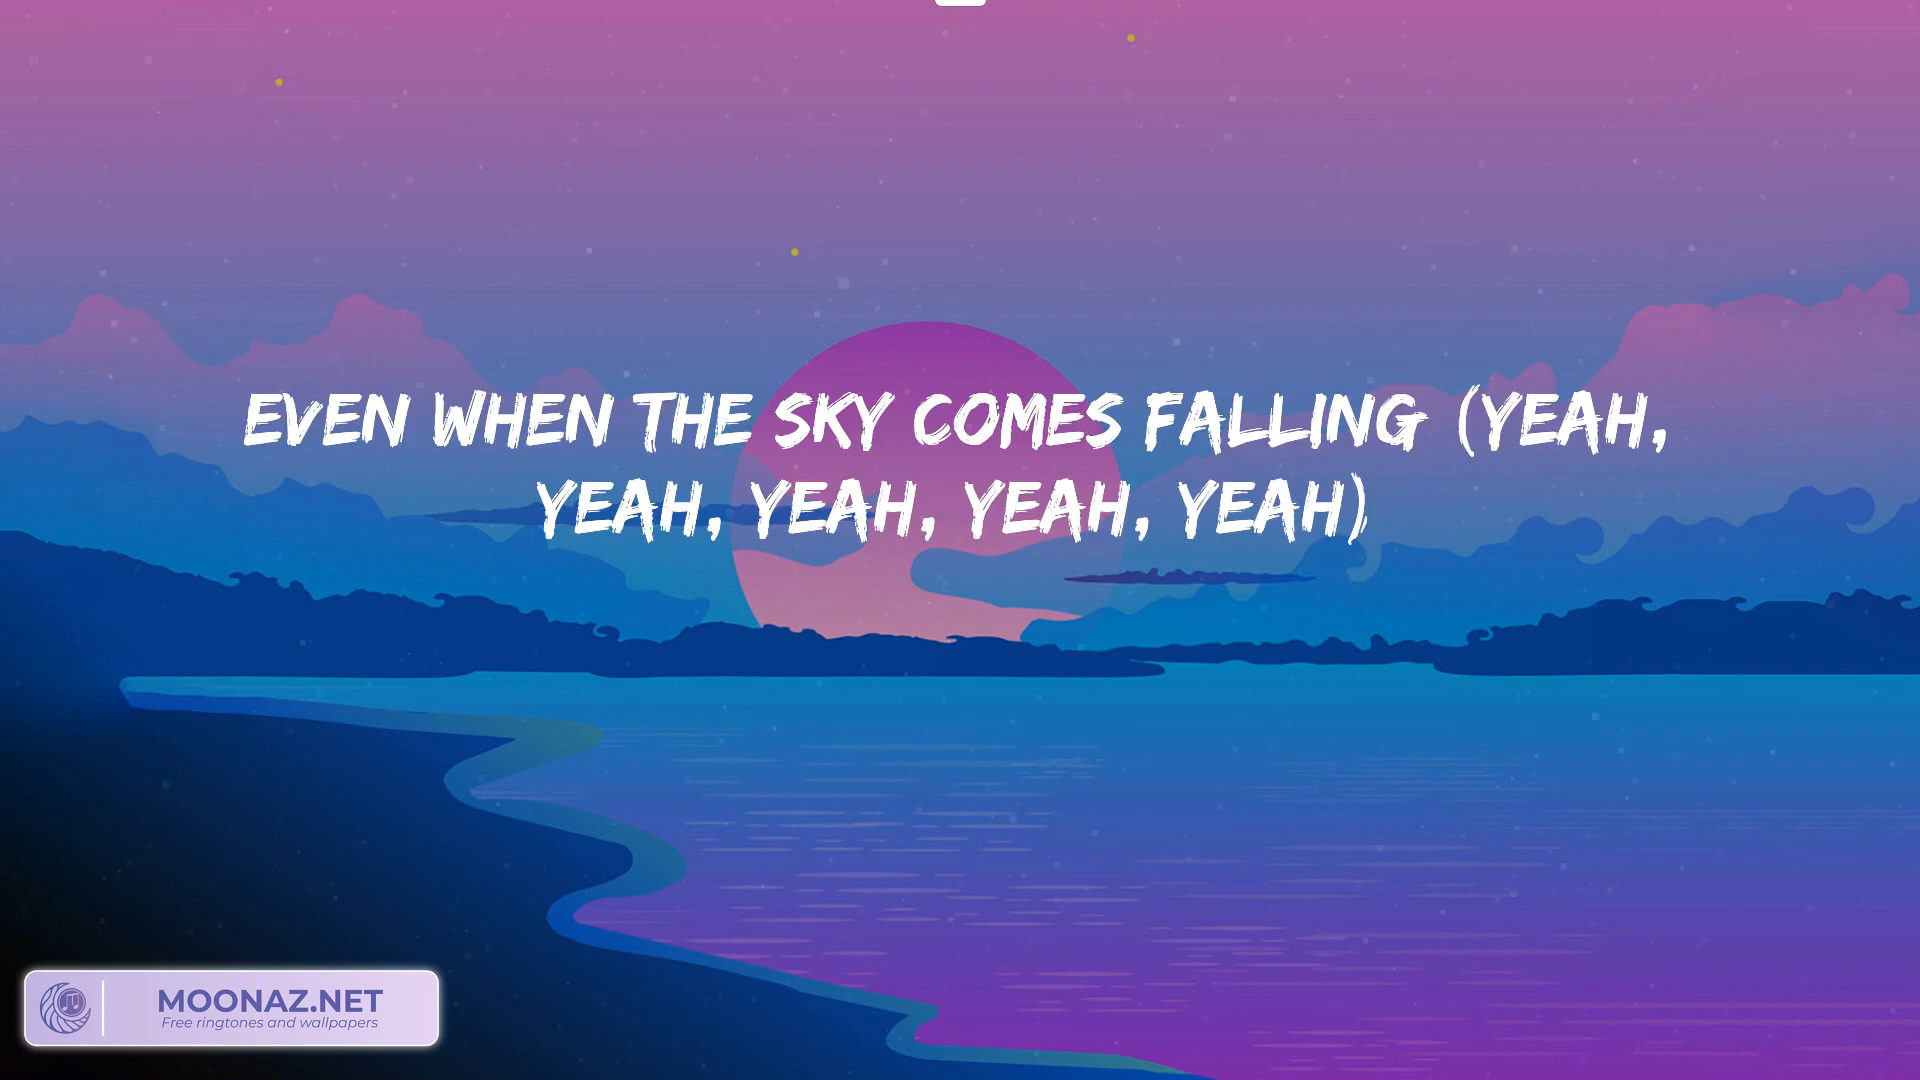 EVEN WHEN THE SKY COMES FALLING (YEAH,
YEAH, YEAH, YEAH, YEAH)
MOONAZ.NET
Free ringtones and wallpapers